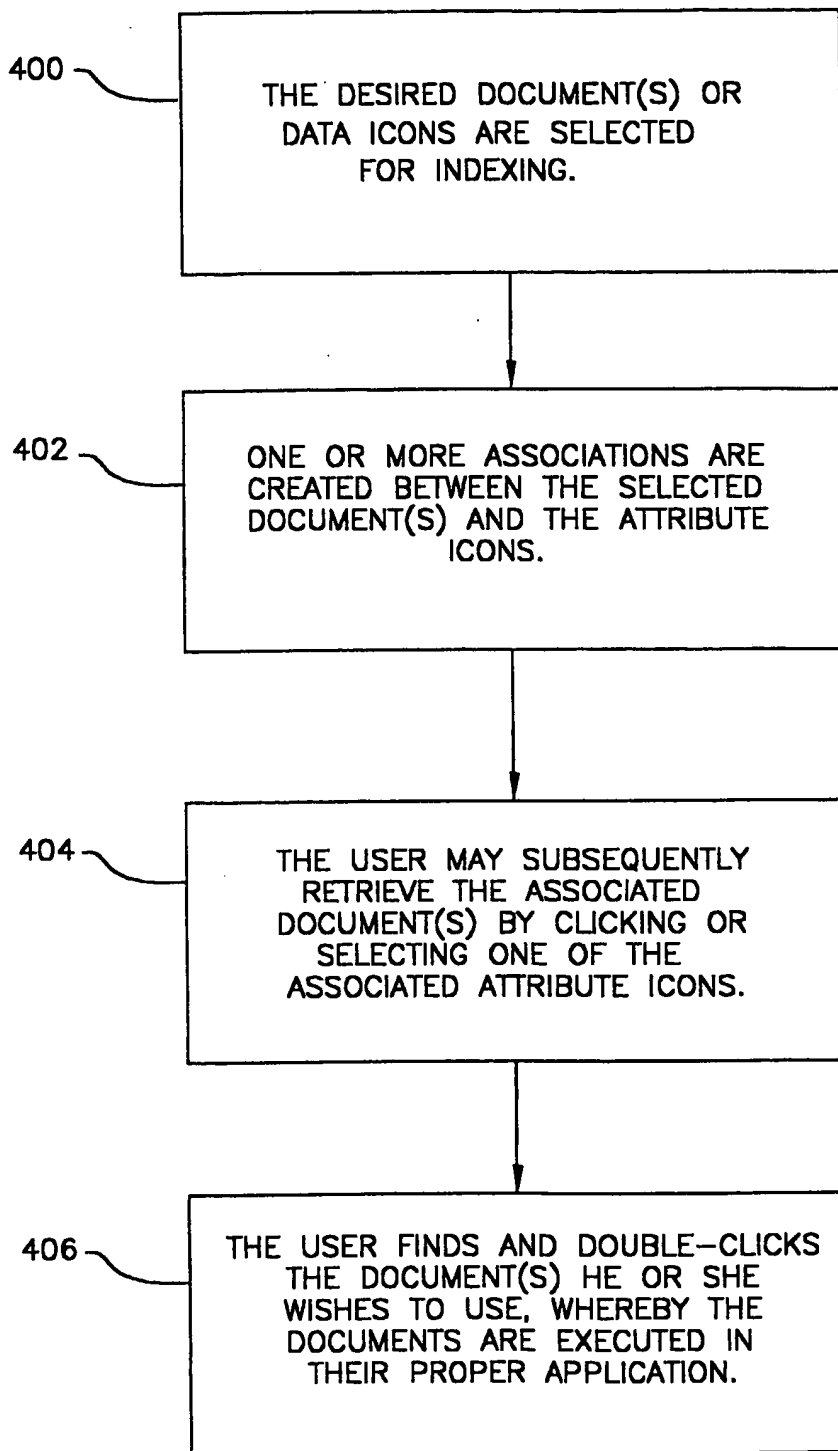 400
THE DESIRED DOCUMENT(S) OR
DATA ICONS ARE SELECTED
FOR INDEXING.
402
ONE OR MORE ASSOCIATIONS ARE
CREATED BETWEEN THE SELECTED
DOCUMENT(S) AND THE ATTRIBUTE
ICONS.
404
THE USER MAY SUBSEQUENTLY
RETRIEVE THE ASSOCIATED
DOCUMENT(S) BY CLICKING OR
SELECTING ONE OF THE
ASSOCIATED ATTRIBUTE ICONS.
406
THE USER FINDS AND DOUBLE-CLICKS
THE DOCUMENT(S) HE OR SHE
WISHES TO USE, WHEREBY THE
DOCUMENTS ARE EXECUTED IN
THEIR PROPER APPLICATION.